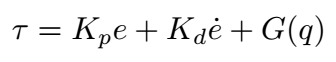 τ = K_p e + K_d ė + G(q)